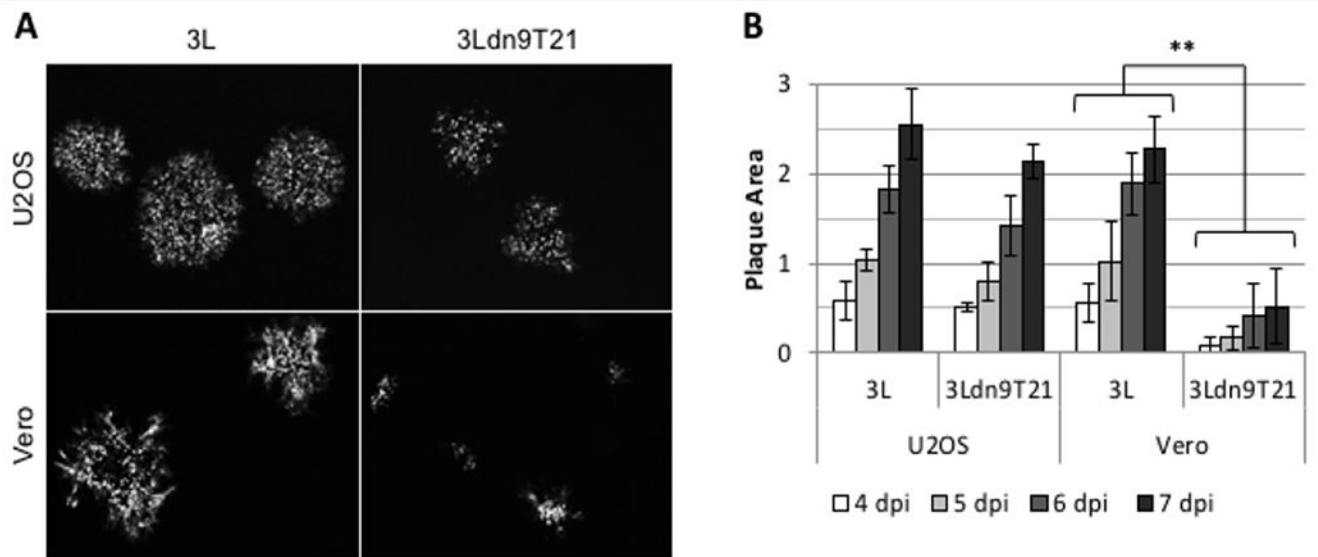 A
3L
3Ldn9T21
U2OS
Vero
B
**
Plaque Area
3
2
1
0
3L
3Ldn9T21
3L
3Ldn9T21
U2OS
Vero
4 dpi
5 dpi
6 dpi
7 dpi